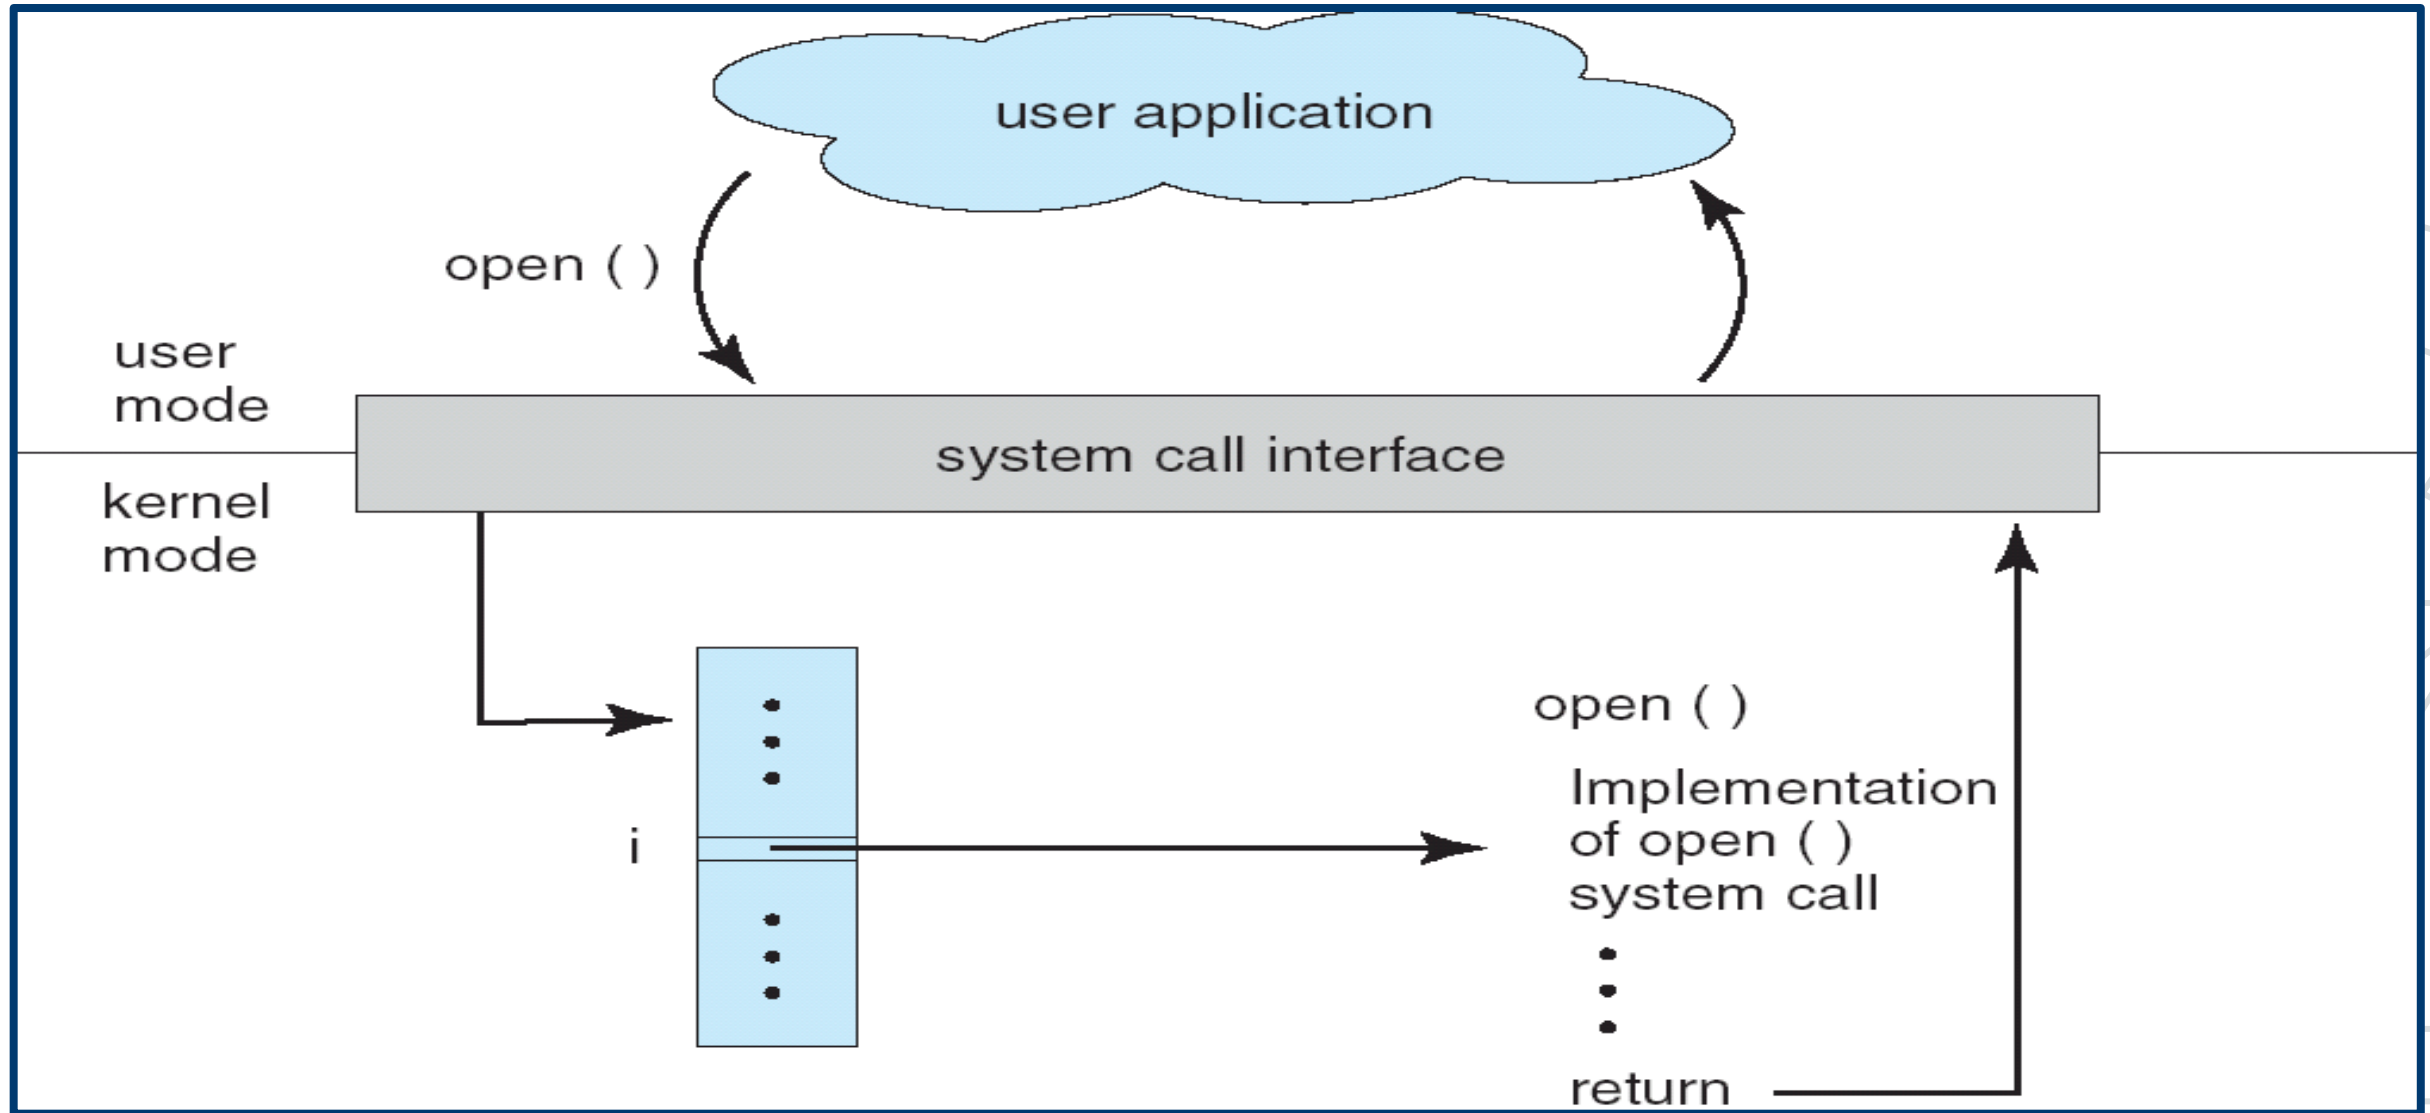 user application
open ( )
user
mode
system call interface
kernel
mode
i
open ( )
Implementation
of open ( )
system call
return